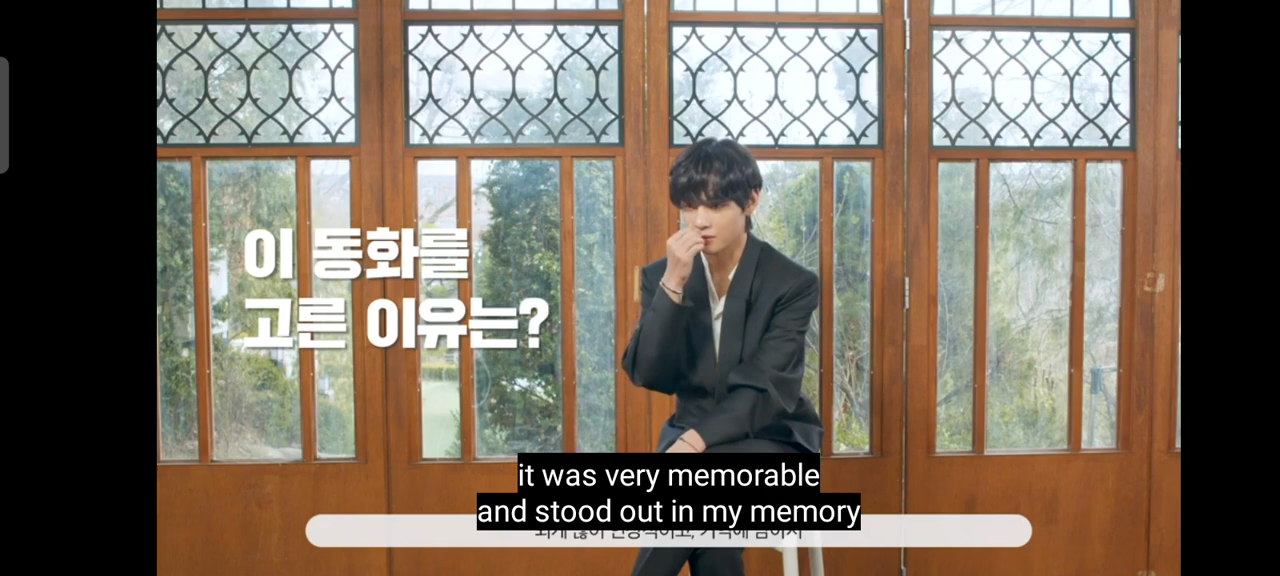 이 동화를
고른 이유는?
it was very memorable
and stood out in my memory